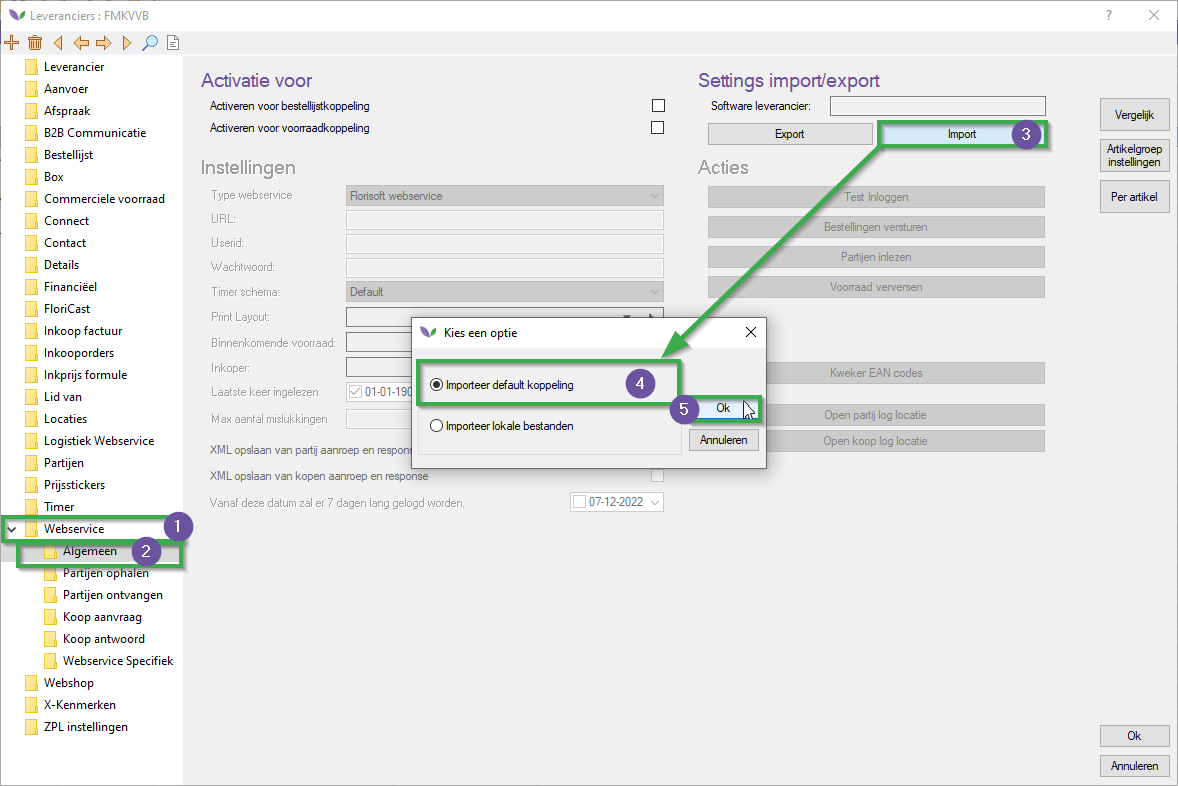 Leveranciers : FMKVVB
?
Leverancier
Aanvoer
Afspraak
B2B Communicatie
Bestellijst
Box
Commerciele voorraad
Connect
Contact
Details
Financiëel
FloriCast
Inkoop factuur
Inkooporders
Inkprijs formule
Lid van
Locaties
Logistiek Webservice
Partijen
Prijsstickers
Timer
Webservice
1
Algemeen
2
Partijen ophalen
Partijen ontvangen
Koop aanvraag
Koop antwoord
Webservice Specifiek
Webshop
X-Kenmerken
ZPL instellingen
Activatie voor
Activeren voor bestellijstkoppeling
Activeren voor voorraadkoppeling
Instellingen
Type webservice
Florisoft webservice
URL:
Userid:
Wachtwoord:
Timer schema:
Default
Print Layout:
Binnenkomende voorraad:
Inkoper:
Laatste keer ingelezen
01-01-190
Max aantal mislukkingen
XML opslaan van partij aanroep en respons
XML opslaan van kopen aanroep en response
Vanaf deze datum zal er 7 dagen lang gelogd worden.
07-12-2022
Settings import/export
Software leverancier:
Export
Import
3
Acties
Test Inloggen
Bestellingen versturen
Partijen inlezen
Voorraad verversen
Kweker EAN codes
Open partij log locatie
Open koop log locatie
Kies een optie
Importeer default koppeling
4
Importeer lokale bestanden
5
Ok
Annuleren
Vergelijk
Artikelgroep
instellingen
Per artikel
Ok
Annuleren